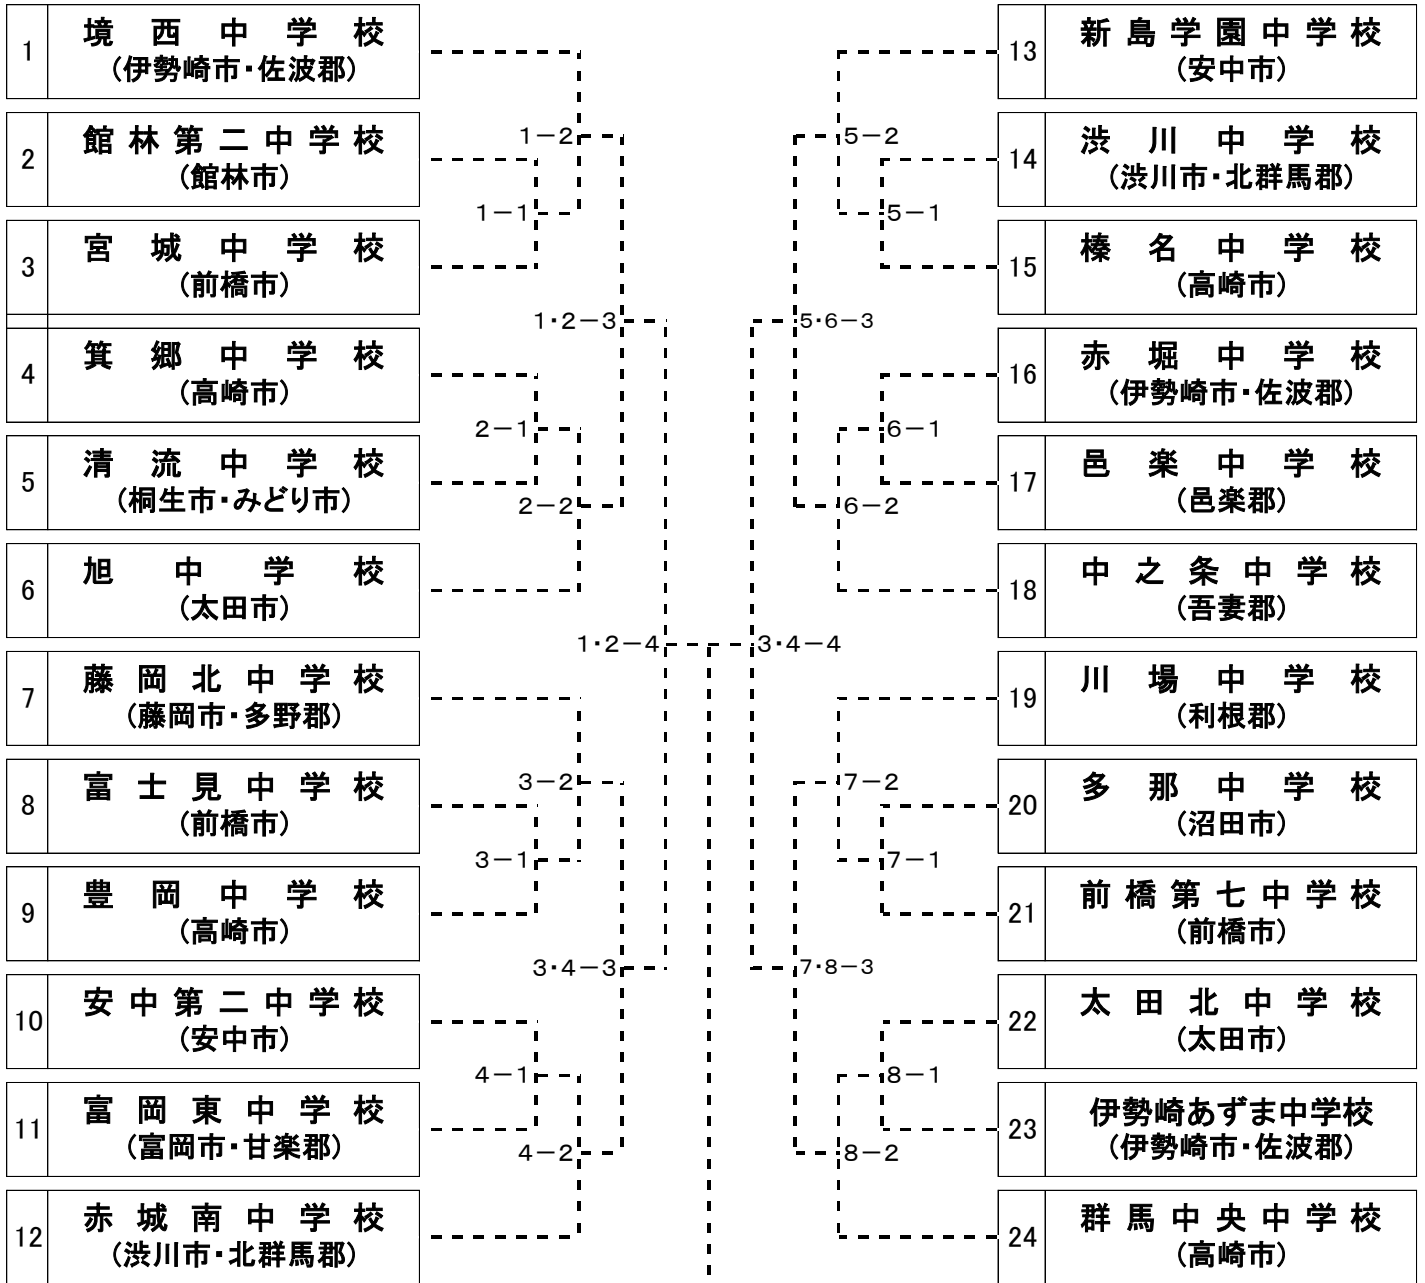 1
境西中学校
(伊勢崎市・佐波郡)
2
館林第二中学校
(館林市)
3
宮城中学校
(前橋市)
4
箕郷中学校
(高崎市)
5
清流中学校
(桐生市・みどり市)
6
旭中学校
(太田市)
7
藤岡北中学校
(藤岡市・多野郡)
8
富士見中学校
(前橋市)
9
豊岡中学校
(高崎市)
10
安中第二中学校
(安中市)
11
富岡東中学校
(富岡市・甘楽郡)
12
赤城南中学校
(渋川市・北群馬郡)
1－2
1－1
1・2－3
2－1
2－2
1・2－4
3－2
3－1
3・4－3
4－1
4－2
5－2
5－1
5・6－3
6－1
6－2
3・4－4
7－2
7－1
7・8－3
8－1
8－2
13
新島学園中学校
(安中市)
14
渋川中学校
(渋川市・北群馬郡)
15
榛名中学校
(高崎市)
16
赤堀中学校
(伊勢崎市・佐波郡)
17
邑楽中学校
(邑楽郡)
18
中之条中学校
(吾妻郡)
19
川場中学校
(利根郡)
20
多那中学校
(沼田市)
21
前橋第七中学校
(前橋市)
22
太田北中学校
(太田市)
23
伊勢崎あずま中学校
(伊勢崎市・佐波郡)
24
群馬中央中学校
(高崎市)